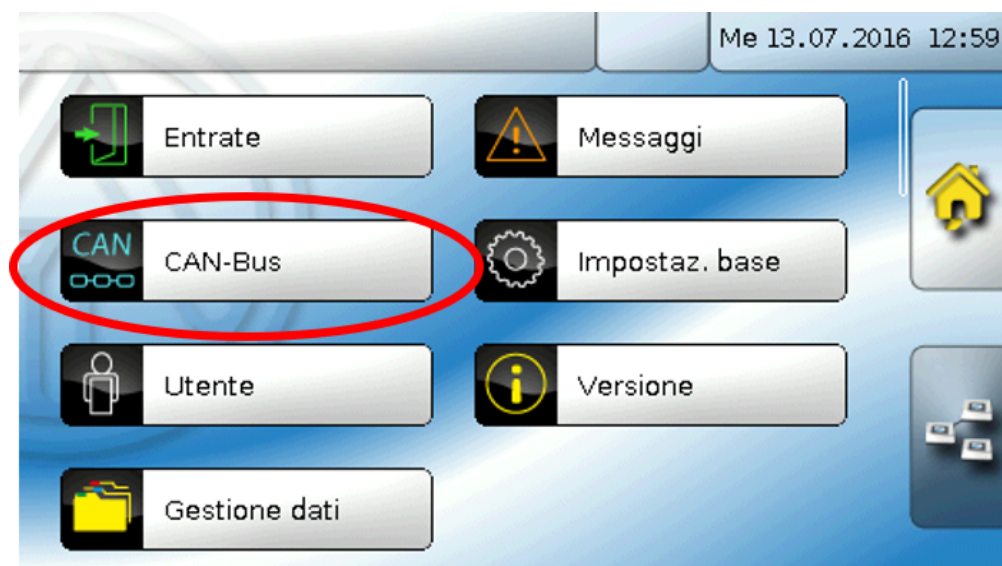 Me 13.07.2016 12:59
Entrate
Messaggi
CAN
CAN-Bus
Impostaz. base
Utente
Versione
Gestione dati